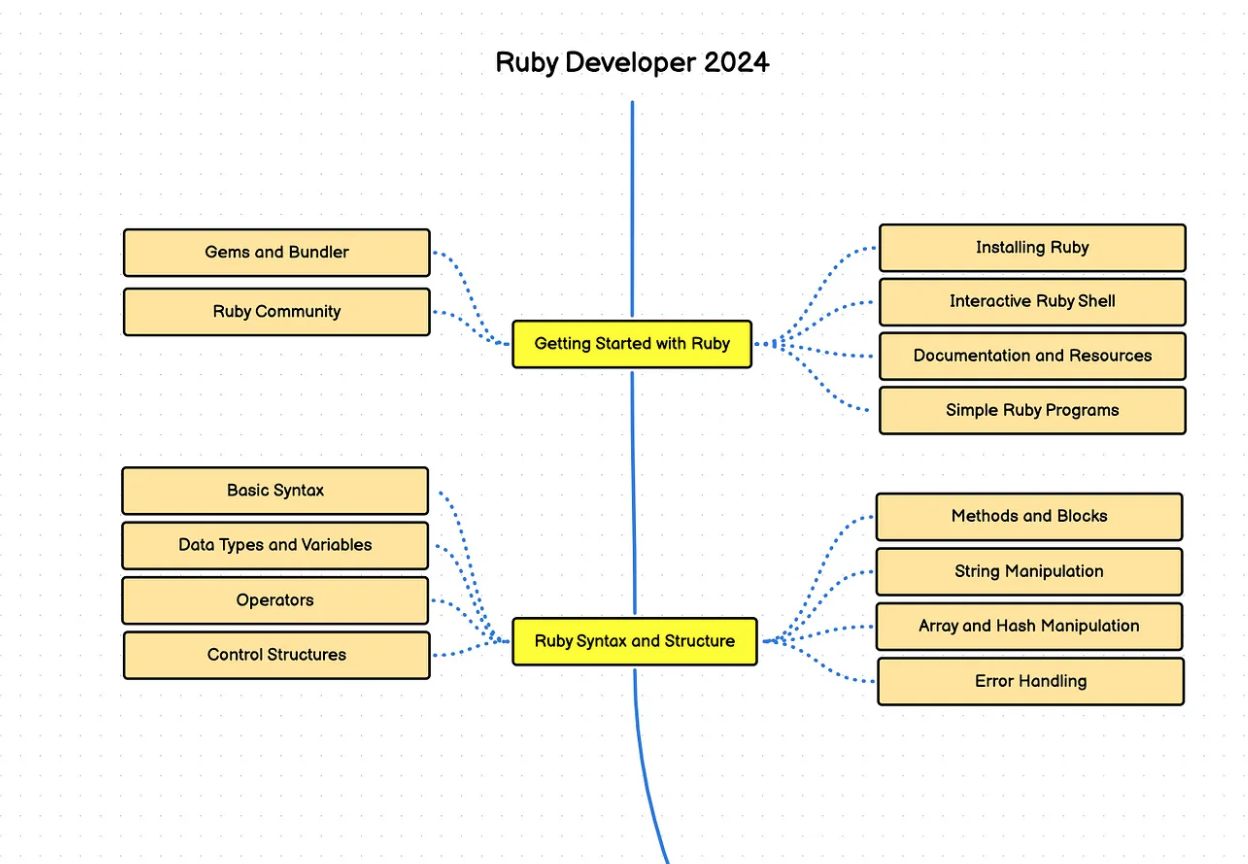 Ruby Developer 2024
Gems and Bundler
Ruby Community
Getting Started with Ruby
Installing Ruby
Interactive Ruby Shell
Documentation and Resources
Simple Ruby Programs
Basic Syntax
Data Types and Variables
Operators
Control Structures
Ruby Syntax and Structure
Methods and Blocks
String Manipulation
Array and Hash Manipulation
Error Handling